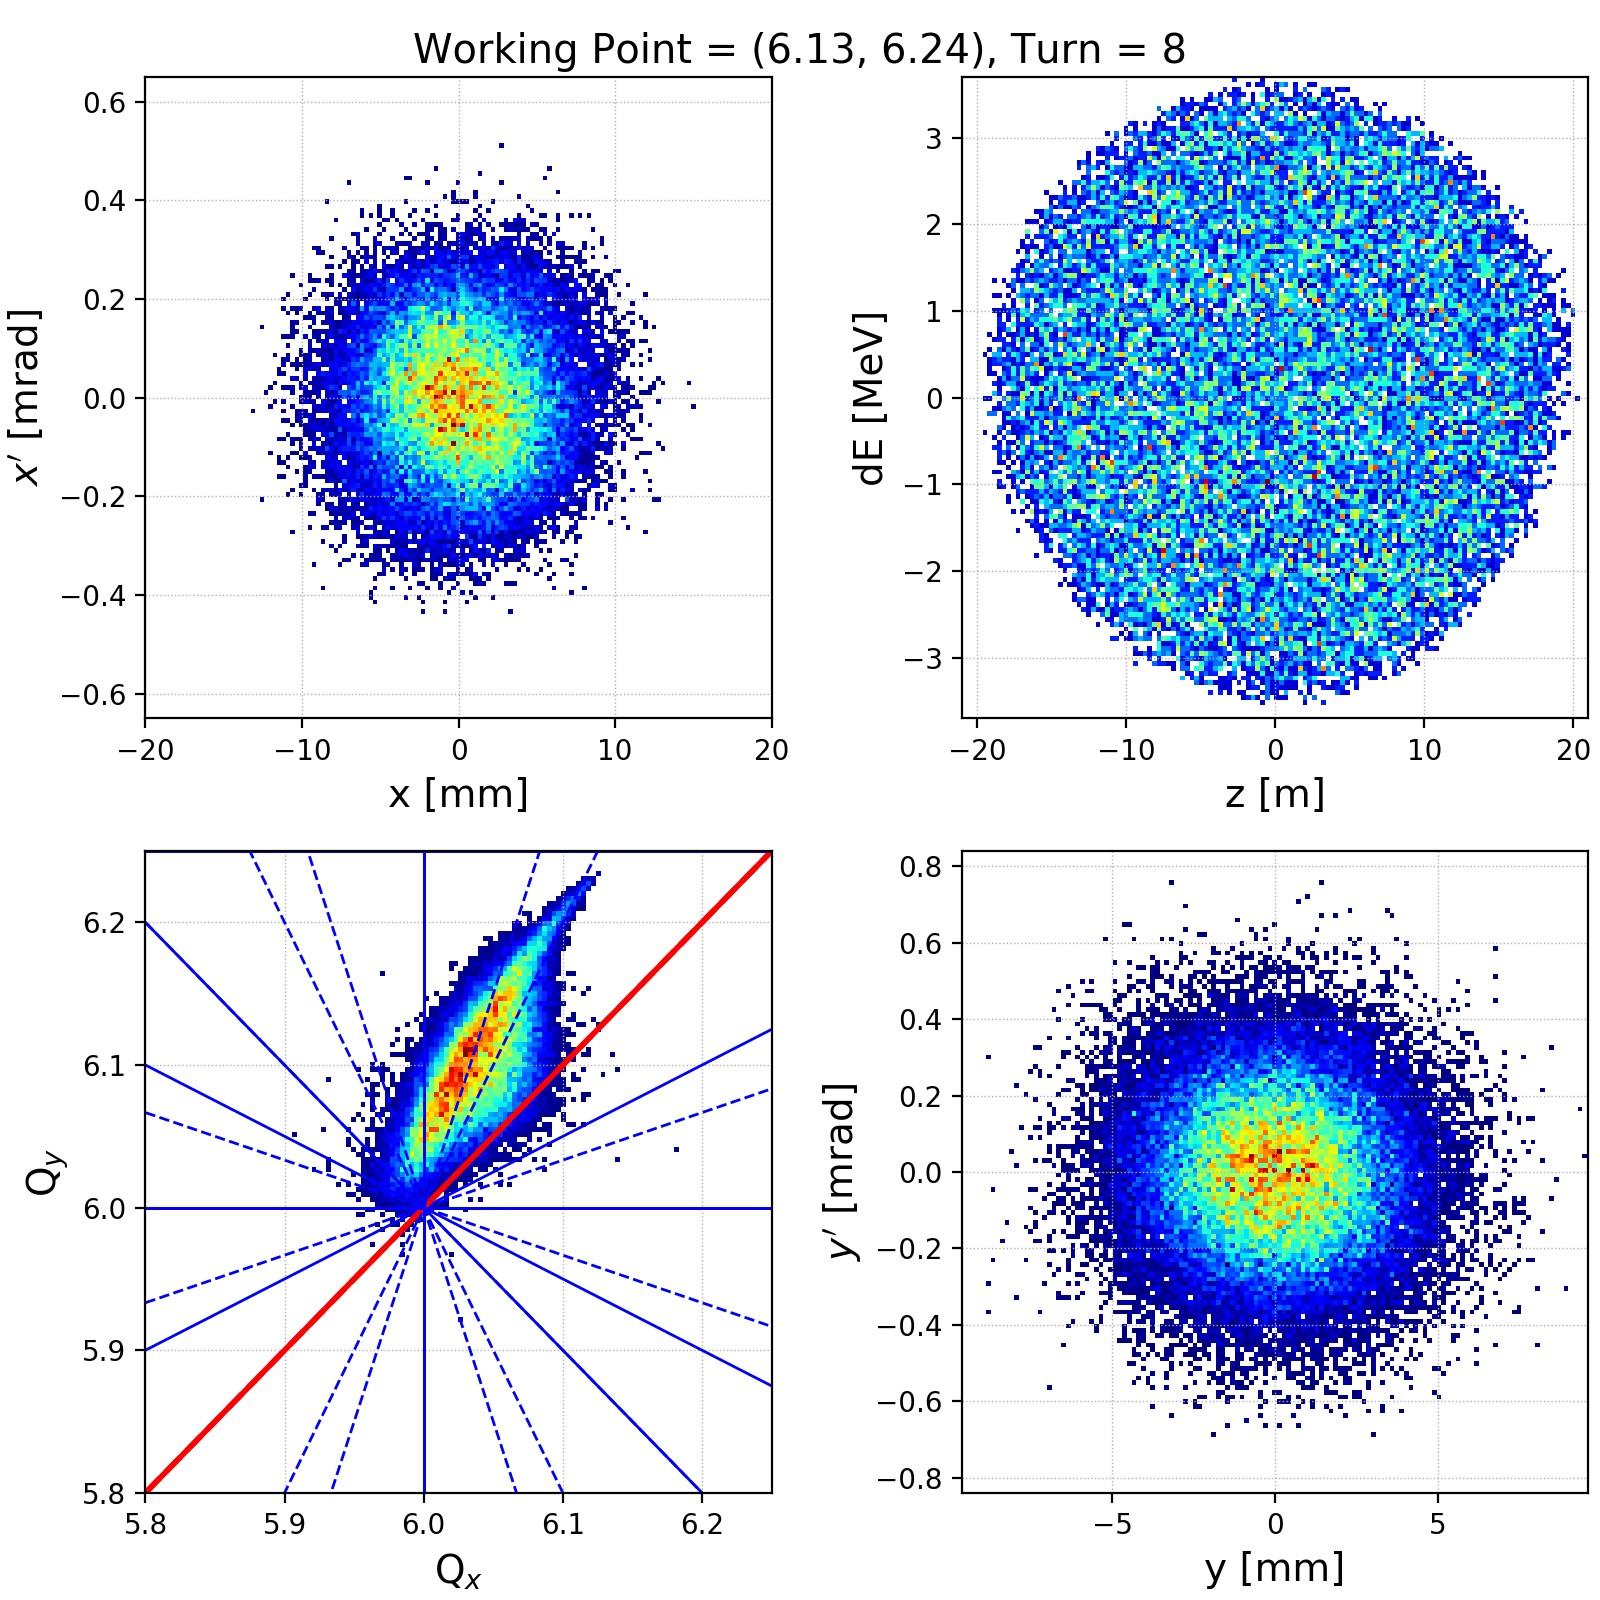 Working Point = (6.13, 6.24), Turn = 8
0.6
0.4
0.2
0.0
−0.2
−0.4
−0.6
x′ [mrad]
−20 −10 0 10 20
x [mm]
3
2
1
0
−1
−2
−3
dE [MeV]
−20 −10 0 10 20
z [m]
6.2
6.1
6.0
5.9
5.8
Qy
5.8 5.9 6.0 6.1 6.2
Qx
0.8
0.6
0.4
0.2
0.0
−0.2
−0.4
−0.6
−0.8
y′ [mrad]
−5 0 5
y [mm]